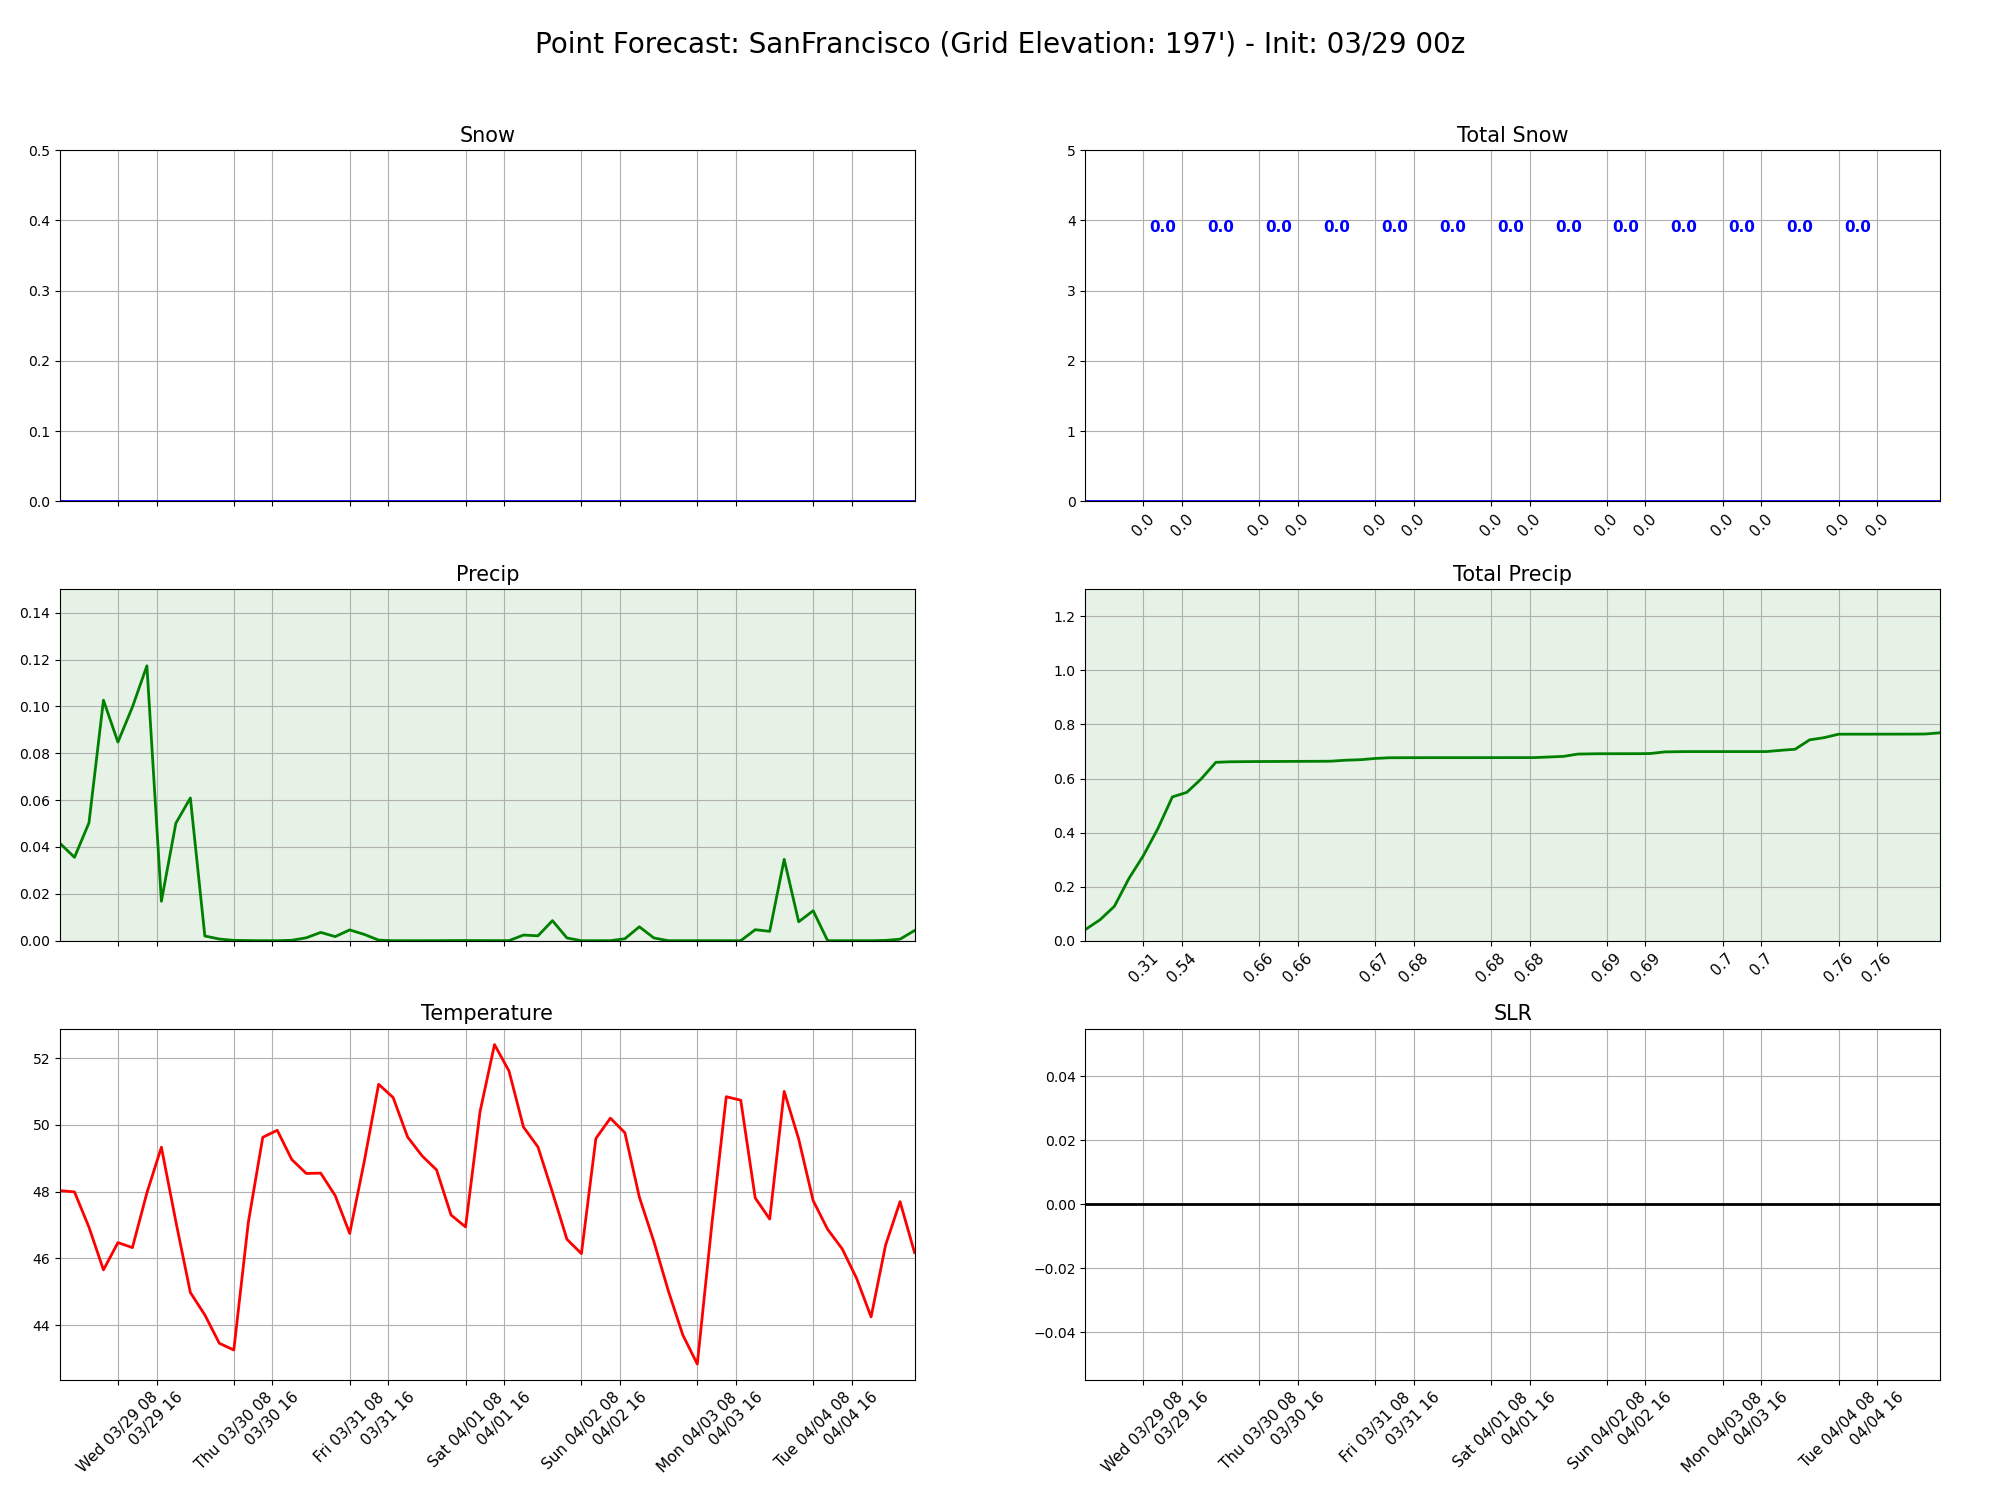 Point Forecast: SanFrancisco (Grid Elevation: 197') - Init: 03/29 00z
Snow
0.5
0.4
0.3
0.2
0.1
0.0
Total Snow
5
4
3
2
1
0
0.0 0.0 0.0 0.0 0.0 0.0 0.0 0.0 0.0 0.0 0.0 0.0 0.0
0.0 0.0 0.0 0.0 0.0 0.0 0.0 0.0 0.0 0.0 0.0 0.0 0.0 0.0
Precip
0.14
0.12
0.10
0.08
0.06
0.04
0.02
0.00
Total Precip
1.2
1.0
0.8
0.6
0.4
0.2
0.0
0.31 0.54 0.66 0.66 0.67 0.68 0.68 0.68 0.69 0.69 0.7 0.7 0.76 0.76
Temperature
52
50
48
46
44
Wed 03/29 08
03/29 16
Thu 03/30 08
03/30 16
Fri 03/31 08
03/31 16
Sat 04/01 08
04/01 16
Sun 04/02 08
04/02 16
Mon 04/03 08
04/03 16
Tue 04/04 08
04/04 16
SLR
0.04
0.02
0.00
−0.02
−0.04
Wed 03/29 08
03/29 16
Thu 03/30 08
03/30 16
Fri 03/31 08
03/31 16
Sat 04/01 08
04/01 16
Sun 04/02 08
04/02 16
Mon 04/03 08
04/03 16
Tue 04/04 08
04/04 16